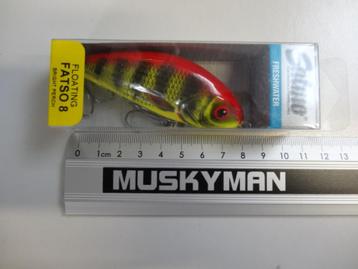 FLOATING
FATSO 8
BRIGHT PERCH
Salmo
FRESHWATER
0 1cm 2 3 4 5 6 7 8 9 10 11 12 13
MUSKYMAN